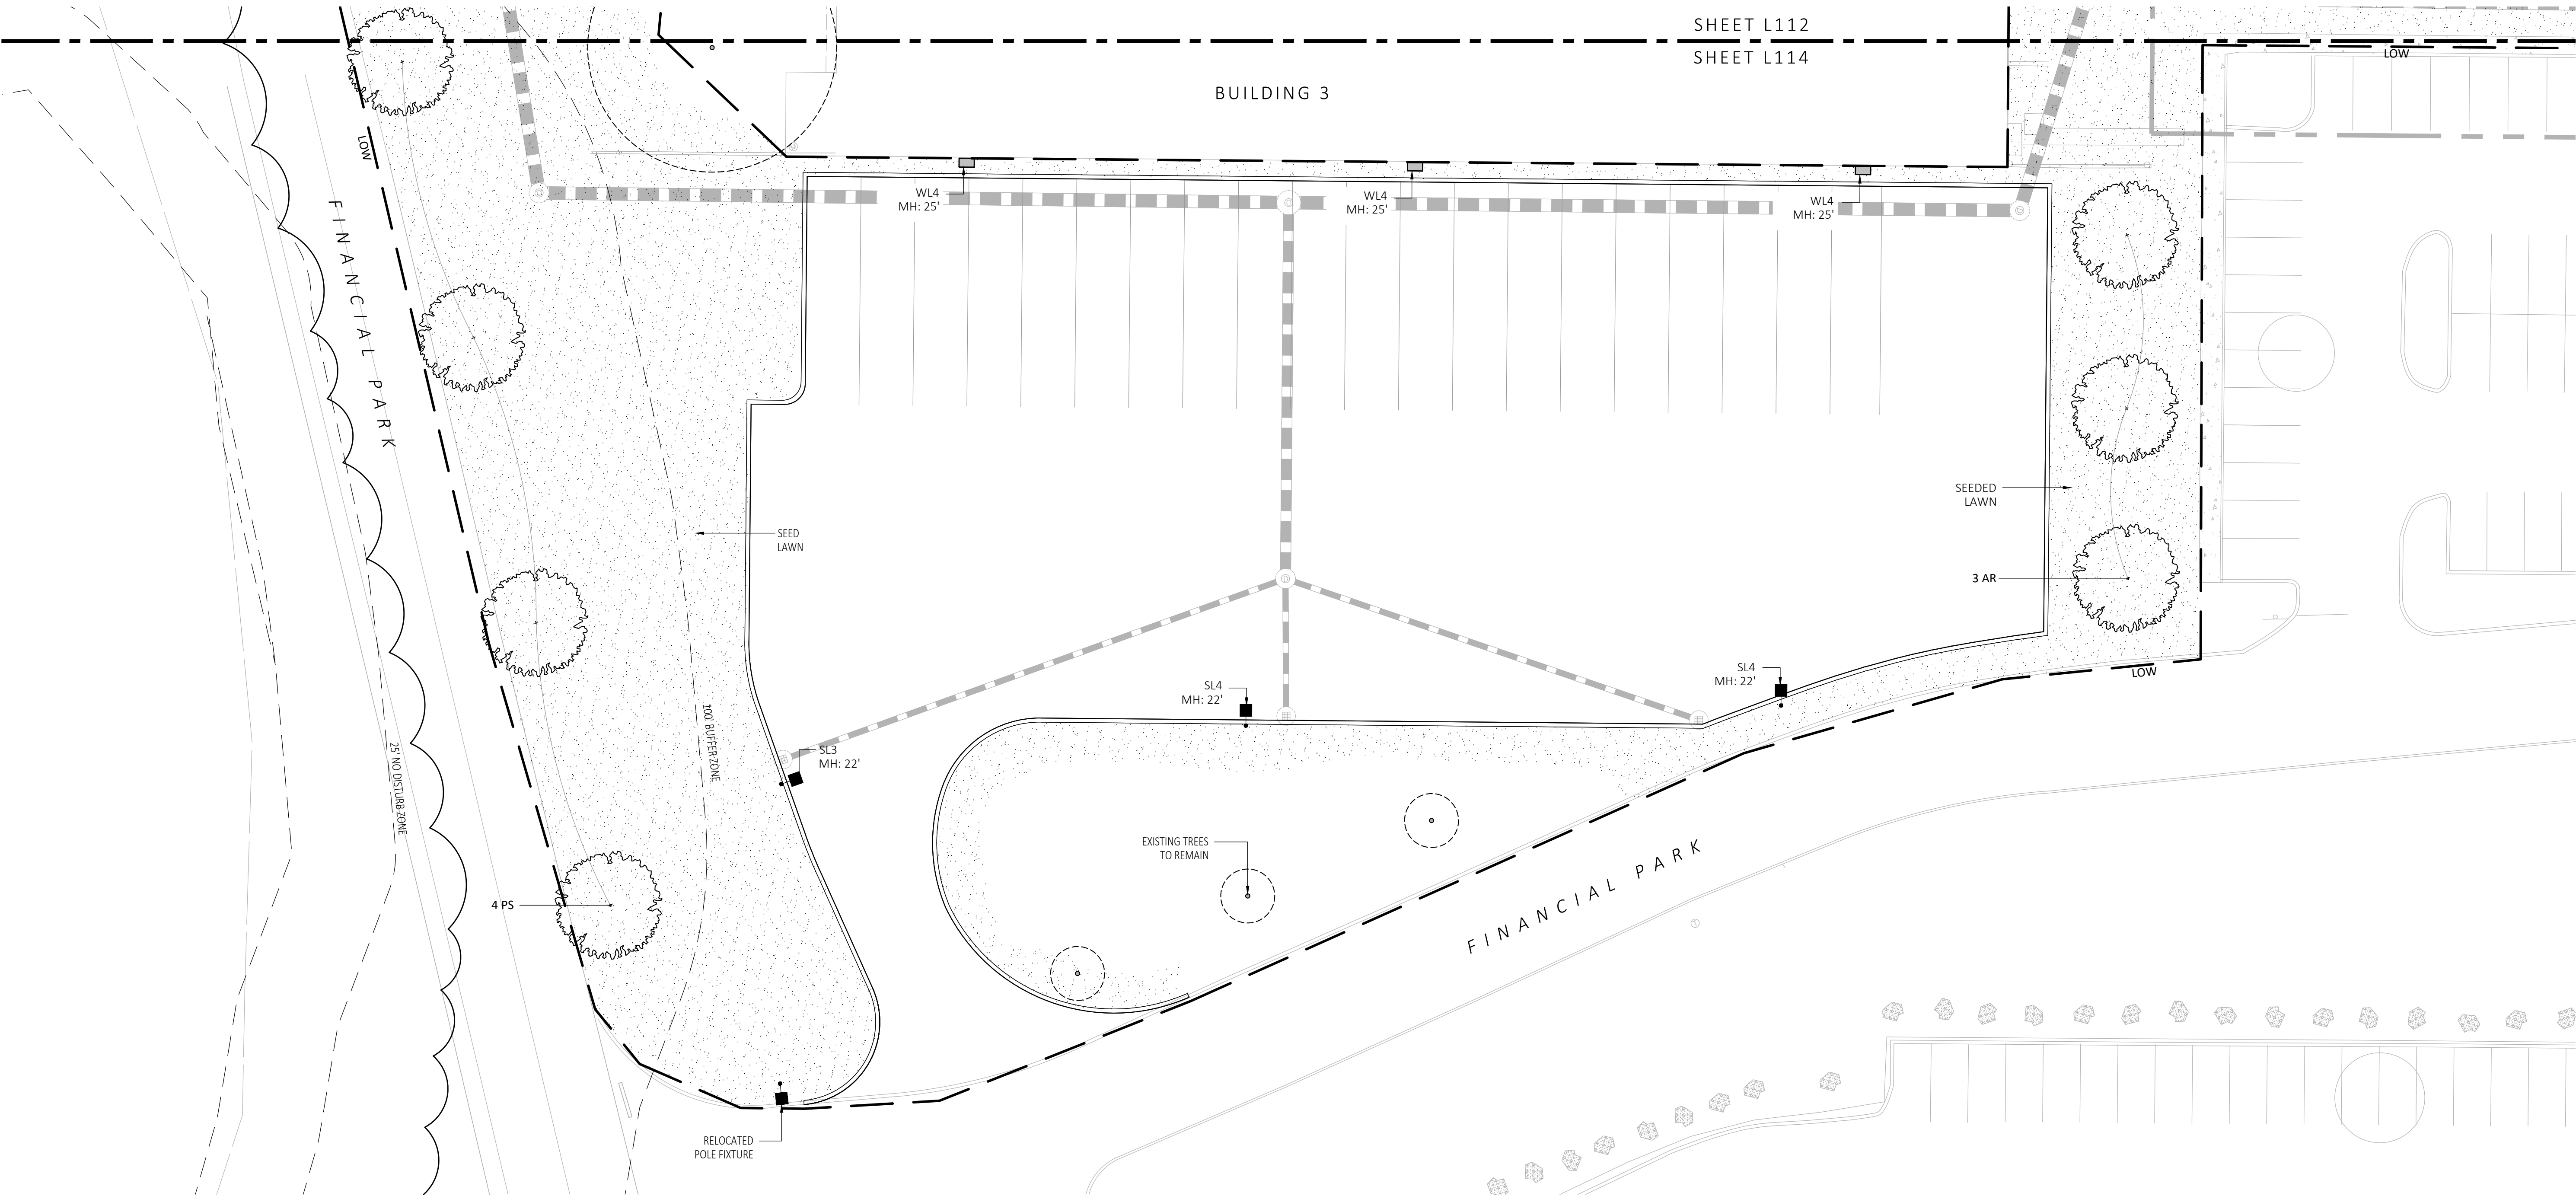 SHEET L112
SHEET L114
LOW
BUILDING 3
LOW
FINANCIAL PARK
WL4
MH: 25'
WL4
MH: 25'
WL4
MH: 25'
SEEDED
LAWN
SEED
LAWN
3 AR
SL4
MH: 22'
SL4
MH: 22'
LOW
100' BUFFER ZONE
25' NO DISTURB ZONE
SL3
MH: 22'
EXISTING TREES
TO REMAIN
FINANCIAL PARK
4 PS
RELOCATED
POLE FIXTURE